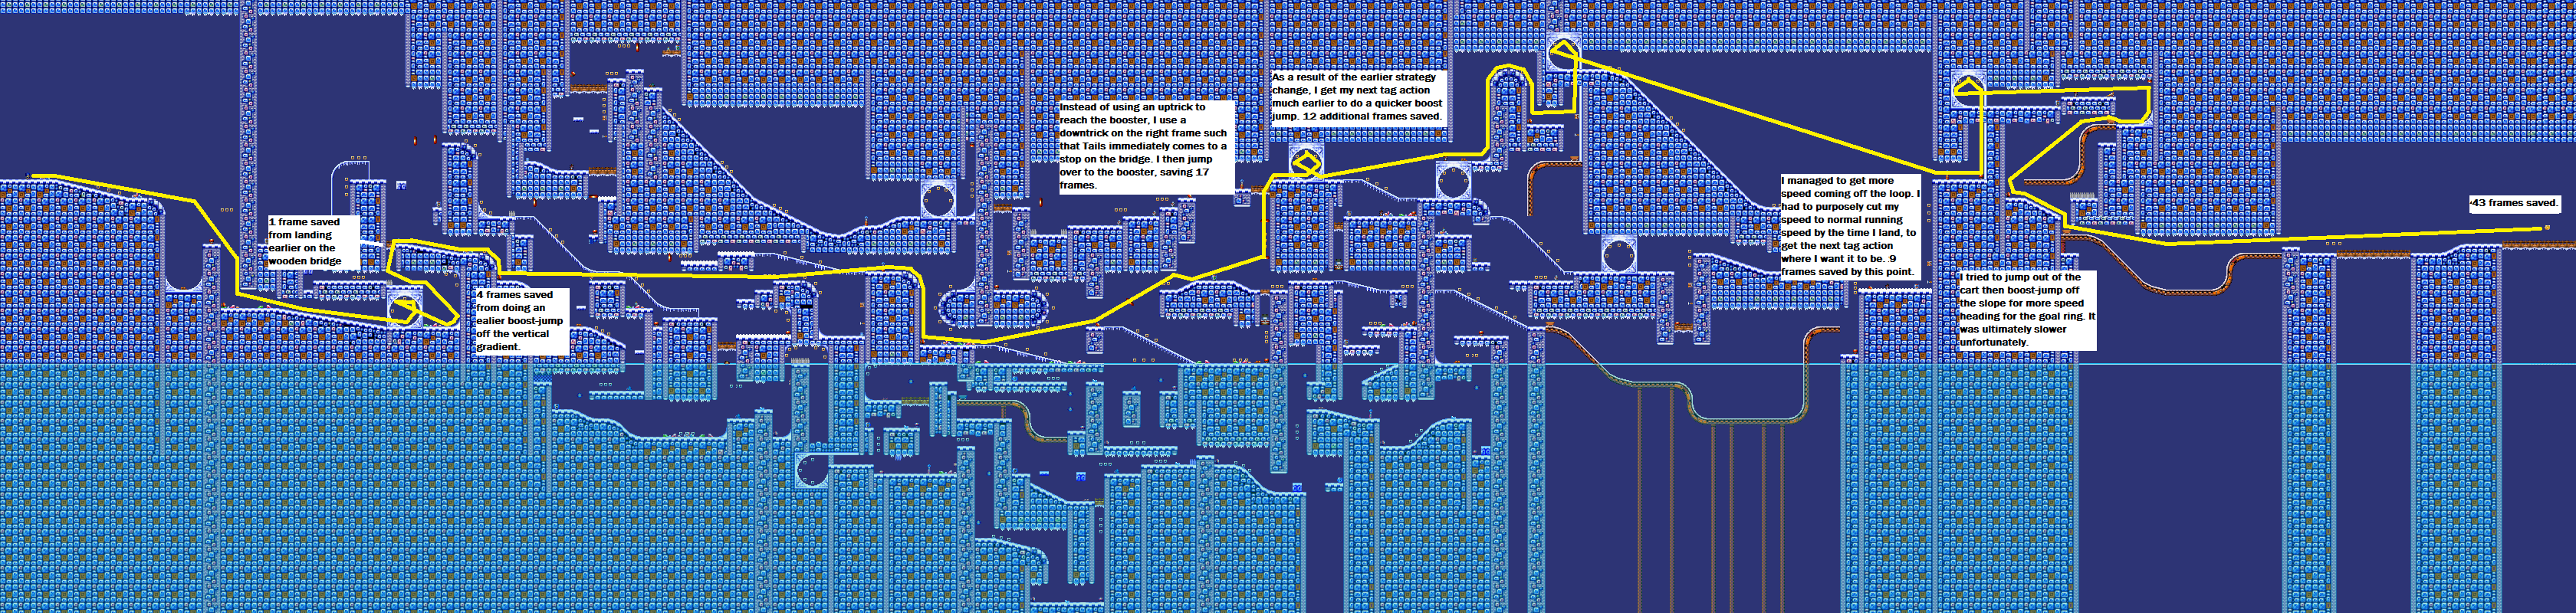 1 frame saved
from landing
earlier on the
wooden bridge
4 frames saved
from doing an
ealier boost-jump
off the vertical
gradient.
Instead of using an uptrick to
reach the booster, I use a
downtrick on the right frame such
that Tails immediately comes to a
stop on the bridge. I then jump
over to the booster, saving 17
frames.
As a result of the earlier strategy
change, I get my next tag action
much earlier to do a quicker boost
jump. 12 additional frames saved.
I managed to get more
speed coming off the loop. I
had to purposely cut my
speed to normal running
speed by the time I land, to
get the next tag action
where I want it to be. 9
frames saved by this point.
I tried to jump out of the
cart then boost-jump off
the slope for more speed
heading for the goal ring. It
was ultimately slower
unfortunately.
43 frames saved.